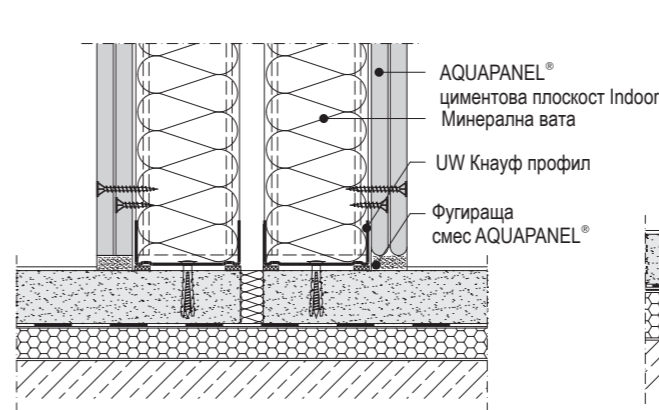 AQUAPANEL®
циментова плоскост Indoor
Минерална вата
UW Кнауф профил
Фугираща
смес AQUAPANEL®